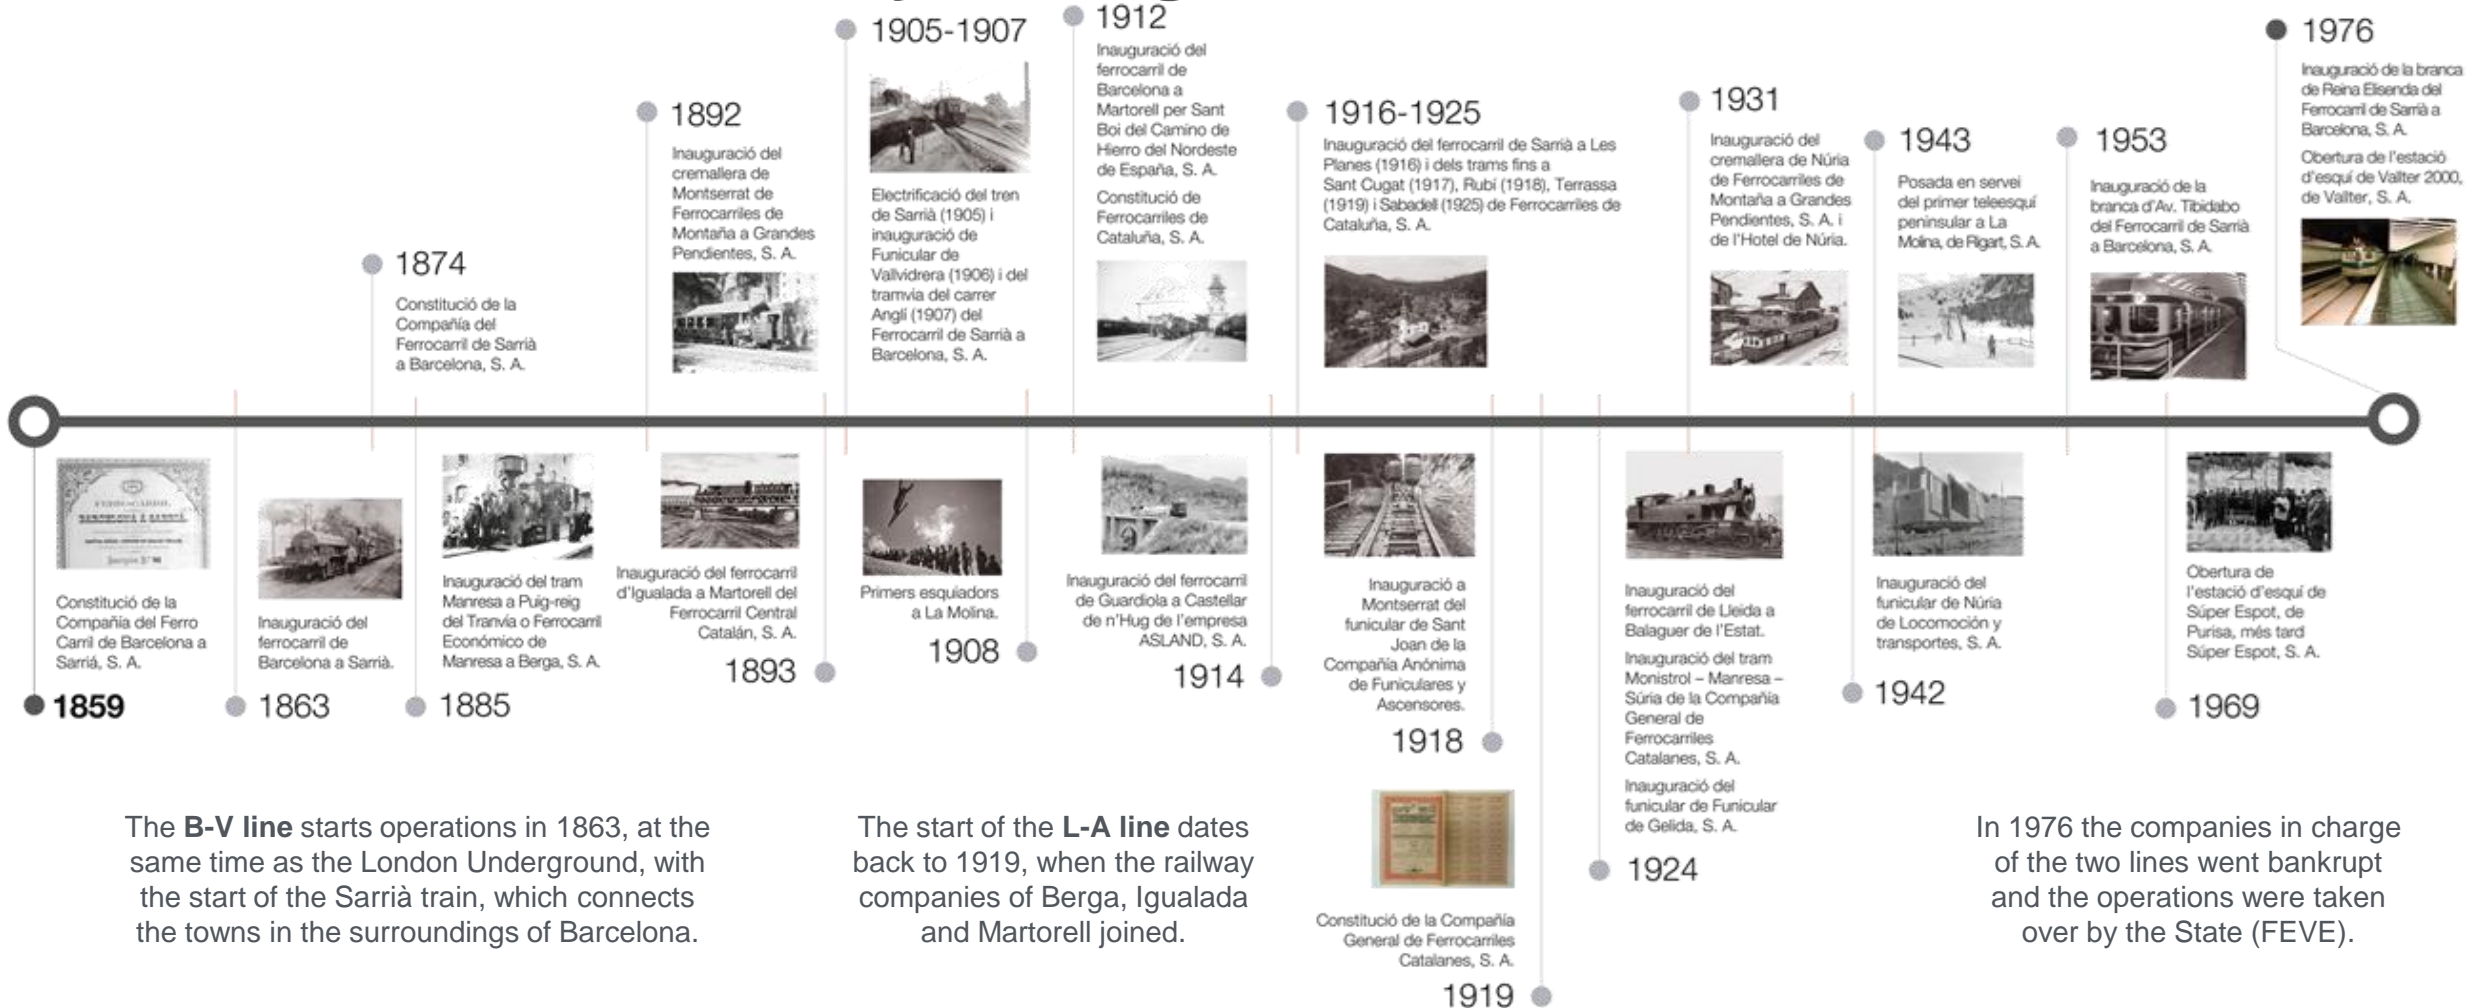 1905-1907
Electrificació del tren
de Sarrià (1905) i
inauguració de
Funicular de
Vallvidrera (1906) i del
tramvia del carrer
Anglí (1907) del
Ferrocarril de Sarrià a
Barcelona, S. A.
1912
Inauguració del
ferrocarril de
Barcelona a
Martorell per Sant
Boi del Camino de
Hierro del Nordeste
de España, S. A.
Constitució de
Ferrocarriles de
Cataluña, S. A.
1976
Inauguració de la branca
de Reina Elisenda del
Ferrocarril de Sarrià a
Barcelona, S. A.
Obertura de l'estació
d'esquí de Vallter 2000,
de Vallter, S. A.
1892
Inauguració del
cremallera de
Montserrat de
Ferrocarriles de
Montaña a Grandes
Pendientes, S. A.
1916-1925
Inauguració del ferrocarril de Sarrià a Les
Planes (1916) i dels trams fins a
Sant Cugat (1917), Rubí (1918), Terrassa
(1919) i Sabadell (1925) de Ferrocarriles de
Cataluña, S. A.
1931
Inauguració del
cremallera de Núria
de Ferrocarriles de
Montaña a Grandes
Pendientes, S. A. i
de l'Hotel de Núria.
1943
Posada en servei
del primer teleesquí
peninsular a La
Molina, de Rigart, S. A.
1953
Inauguració de la
branca d'Av. Tibidabo
del Ferrocarril de Sarrià
a Barcelona, S. A.
1874
Constitució de la
Compañía del
Ferrocarril de Sarrià
a Barcelona, S. A.
BARCELONA A SARRIÁ
Constitució de la
Compañía del Ferro
Carril de Barcelona a
Sarriá, S. A.
1859
Inauguració del
ferrocarril de
Barcelona a Sarrià.
1863
Inauguració del tram
Manresa a Puig-reig
del Tranvía o Ferrocarril
Económico de
Manresa a Berga, S. A.
1885
Inauguració del ferrocarril
d'Igualada a Martorell del
Ferrocarril Central
Catalán, S. A.
1893
Primers esquiadors
a La Molina.
1908
Inauguració del ferrocarril
de Guardiola a Castellar
de n'Hug de l'empresa
ASLAND, S. A.
1914
Inauguració a
Montserrat del
funicular de Sant
Joan de la
Compañía Anónima
de Funiculares y
Ascensores.
1918
Constitució de la Compañía
General de Ferrocarriles
Catalanes, S. A.
1919
Inauguració del
ferrocarril de Lleida a
Balaguer de l'Estat.
Inauguració del tram
Monistrol – Manresa –
Súria de la Compañía
General de
Ferrocarriles
Catalanes, S. A.
Inauguració del
funicular de Funicular
de Gelida, S. A.
1924
Inauguració del
funicular de Núria
de Locomoción y
transportes, S. A.
1942
Obertura de
l'estació d'esquí de
Súper Espot, de
Purisa, més tard
Súper Espot, S. A.
1969
The B-V line starts operations in 1863, at the
same time as the London Underground, with
the start of the Sarrià train, which connects
the towns in the surroundings of Barcelona.
The start of the L-A line dates
back to 1919, when the railway
companies of Berga, Igualada
and Martorell joined.
In 1976 the companies in charge
of the two lines went bankrupt
and the operations were taken
over by the State (FEVE).